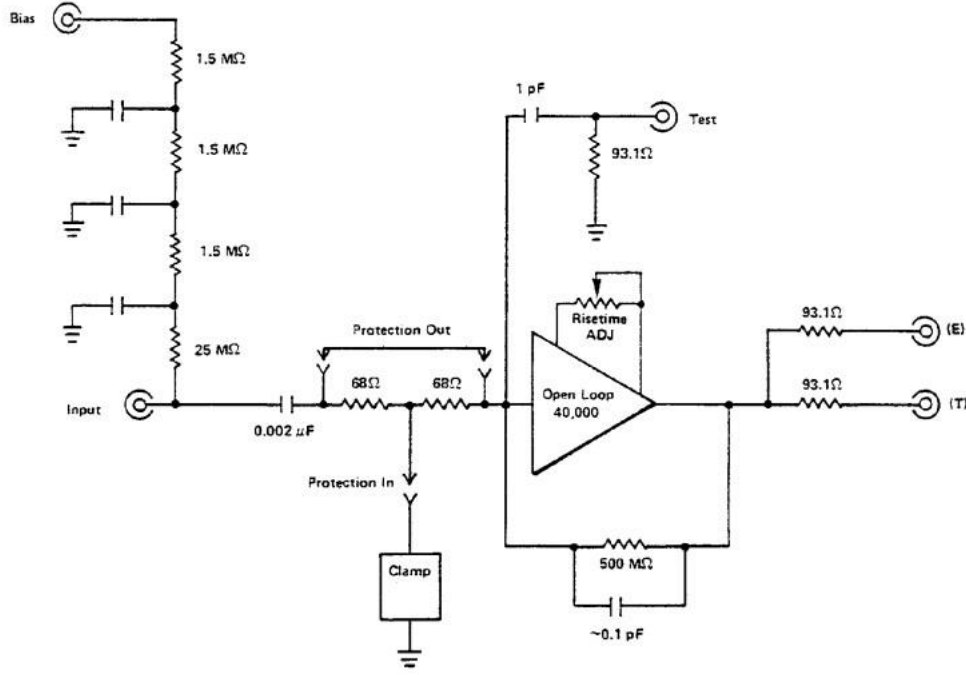 Bias
1.5 MΩ
1 pF
Test
93.1Ω
1.5 MΩ
1.5 MΩ
Risetime
ADJ
Protection Out
93.1Ω
(E)
25 MΩ
68Ω
68Ω
Open Loop
40,000
93.1Ω
Input
(T)
0.002 μF
Protection In
500 MΩ
Clamp
~0.1 pF